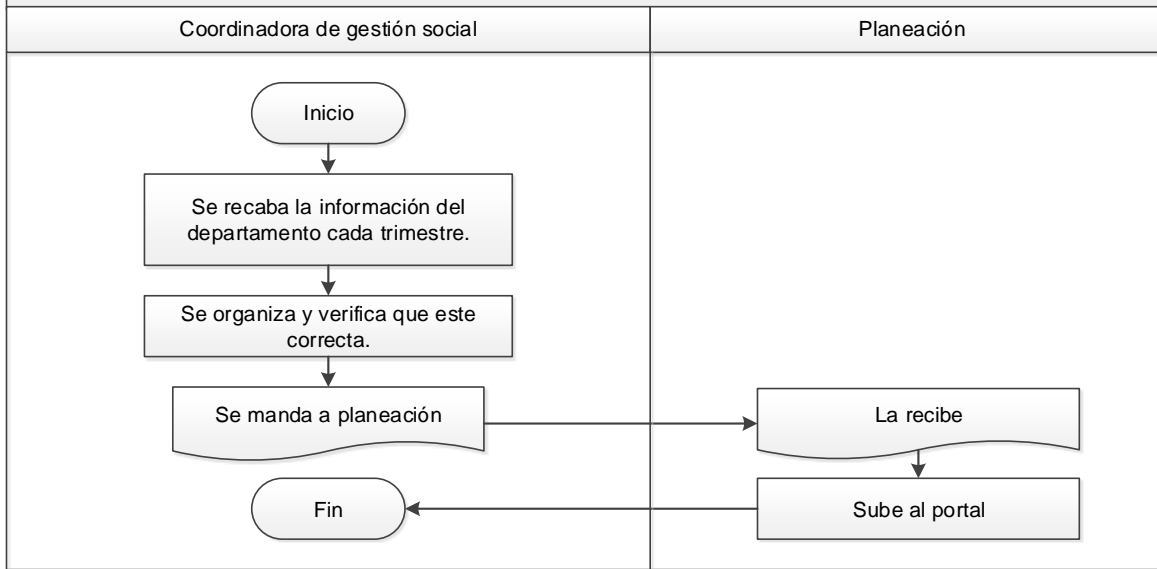 Coordinadora de gestión social
Planeación
Inicio
Se recaba la información del
departamento cada trimestre.
Se organiza y verifica que este
correcta.
Se manda a planeación
La recibe
Sube al portal
Fin